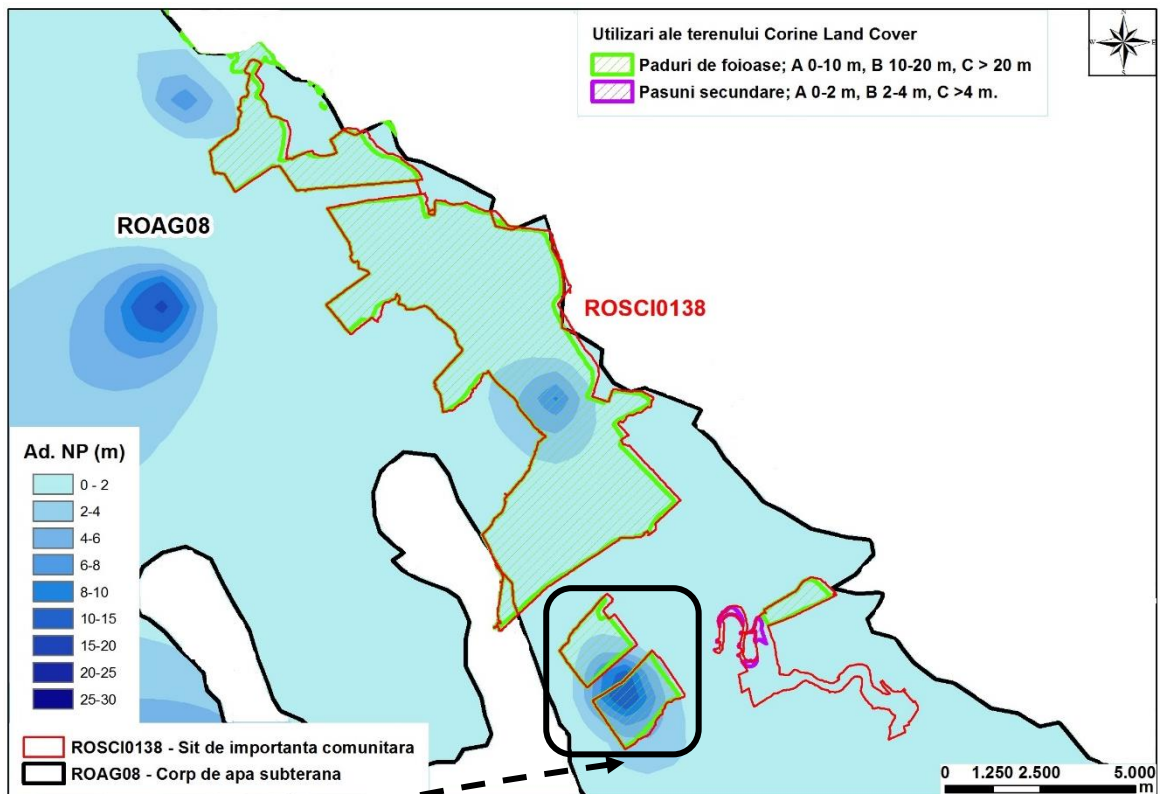 Utilizari ale terenului Corine Land Cover
Paduri de foioase; A 0-10 m, B 10-20 m, C > 20 m
Pasuni secundare; A 0-2 m, B 2-4 m, C >4 m.
N
W E
S
ROAG08
ROSCI0138
Ad. NP (m)
0 - 2
2-4
4-6
6-8
8-10
10-15
15-20
20-25
25-30
ROSCI0138 - Sit de importanta comunitara
ROAG08 - Corp de apa subterana
0 1.250 2.500 5.000
m